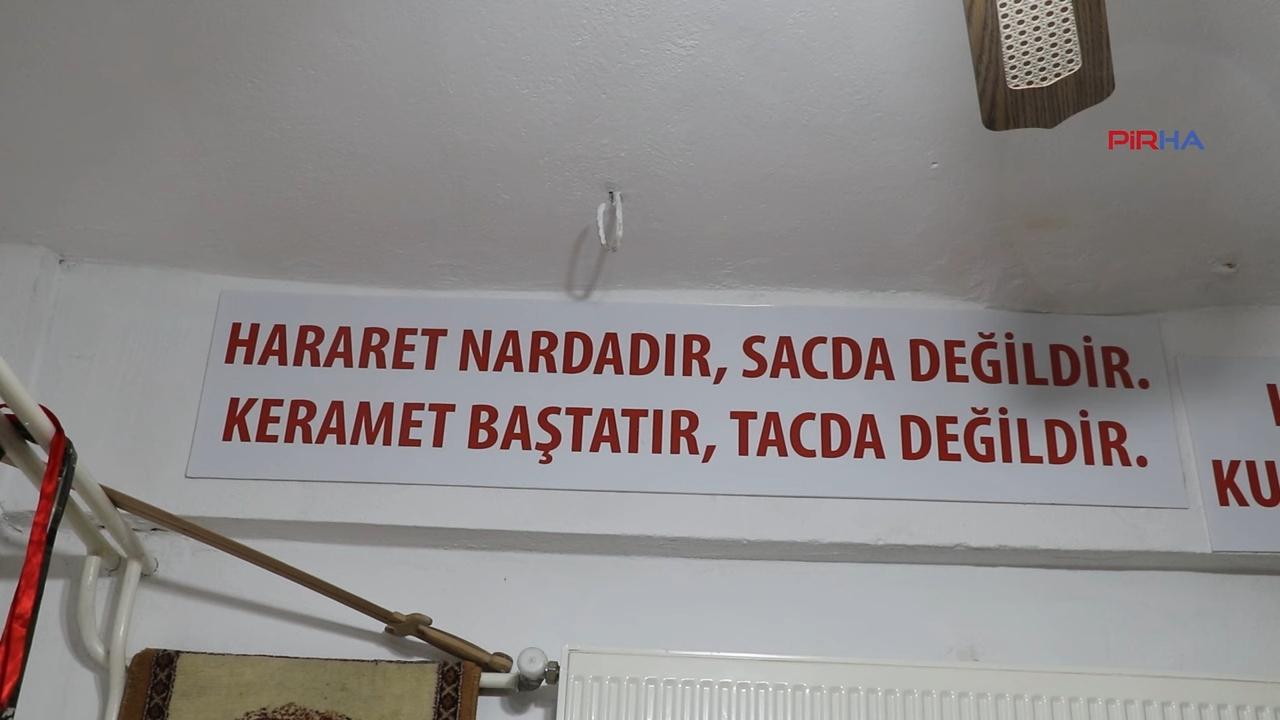 PİRHA
HARARET NARDADIR, SACDA DEĞİLDİR.
KERAMET BAŞTATIR, TACDA DEĞİLDİR.
KU